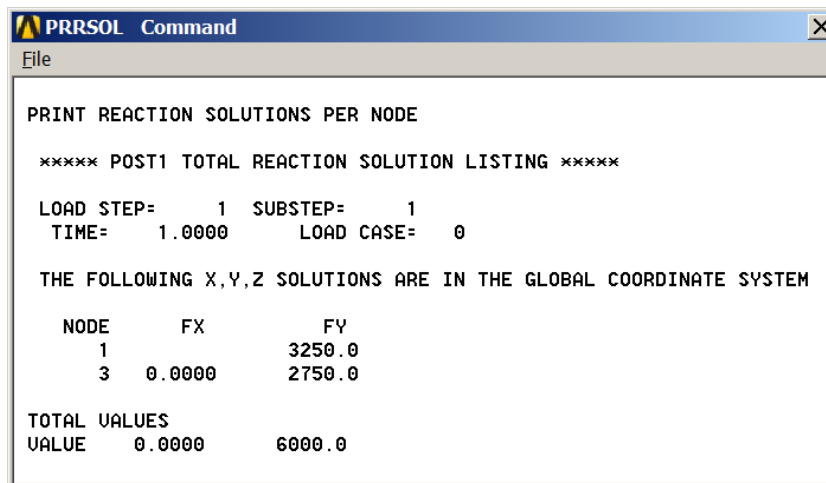 PRRSOL Command
File
PRINT REACTION SOLUTIONS PER NODE
***** POST1 TOTAL REACTION SOLUTION LISTING *****
LOAD STEP= 1 SUBSTEP= 1
TIME= 1.0000 LOAD CASE= 0
THE FOLLOWING X,Y,Z SOLUTIONS ARE IN THE GLOBAL COORDINATE SYSTEM
NODE FX FY
1 3250.0
3 0.0000 2750.0
TOTAL VALUES
VALUE 0.0000 6000.0